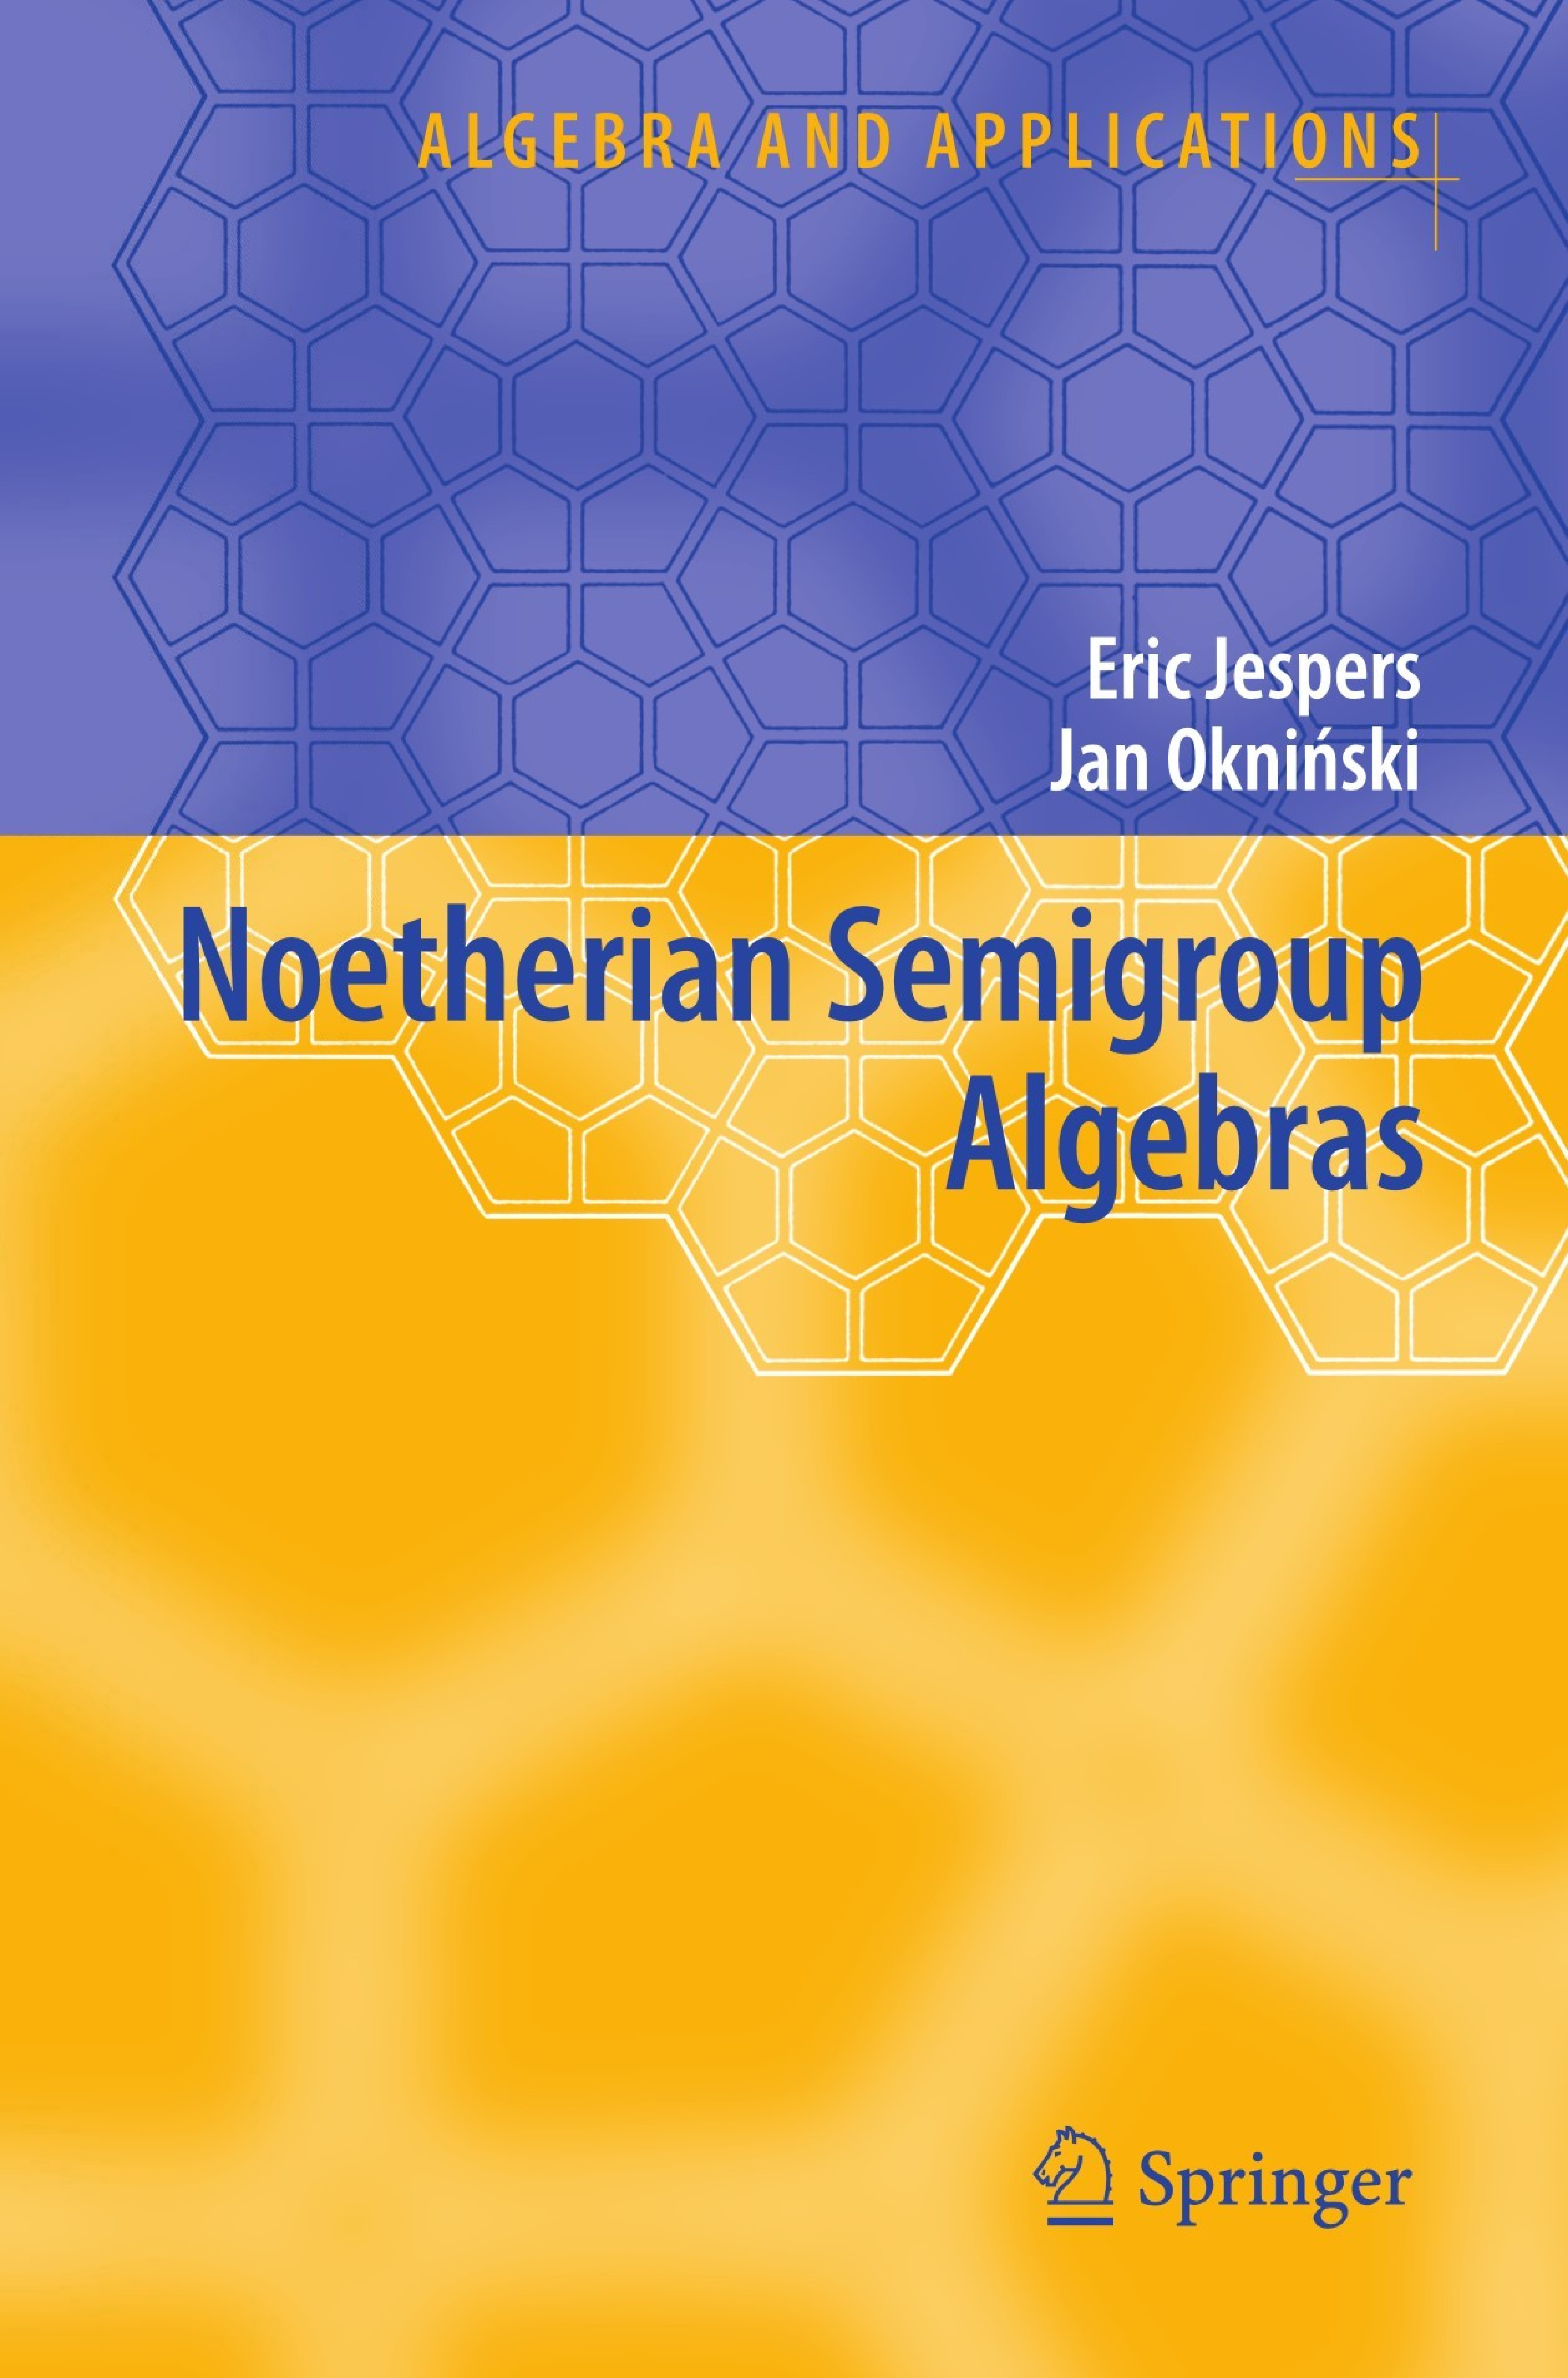 ALGEBRA AND APPLICATIONS
Eric Jespers
Jan Okniński
Noetherian Semigroup
Algebras
Springer